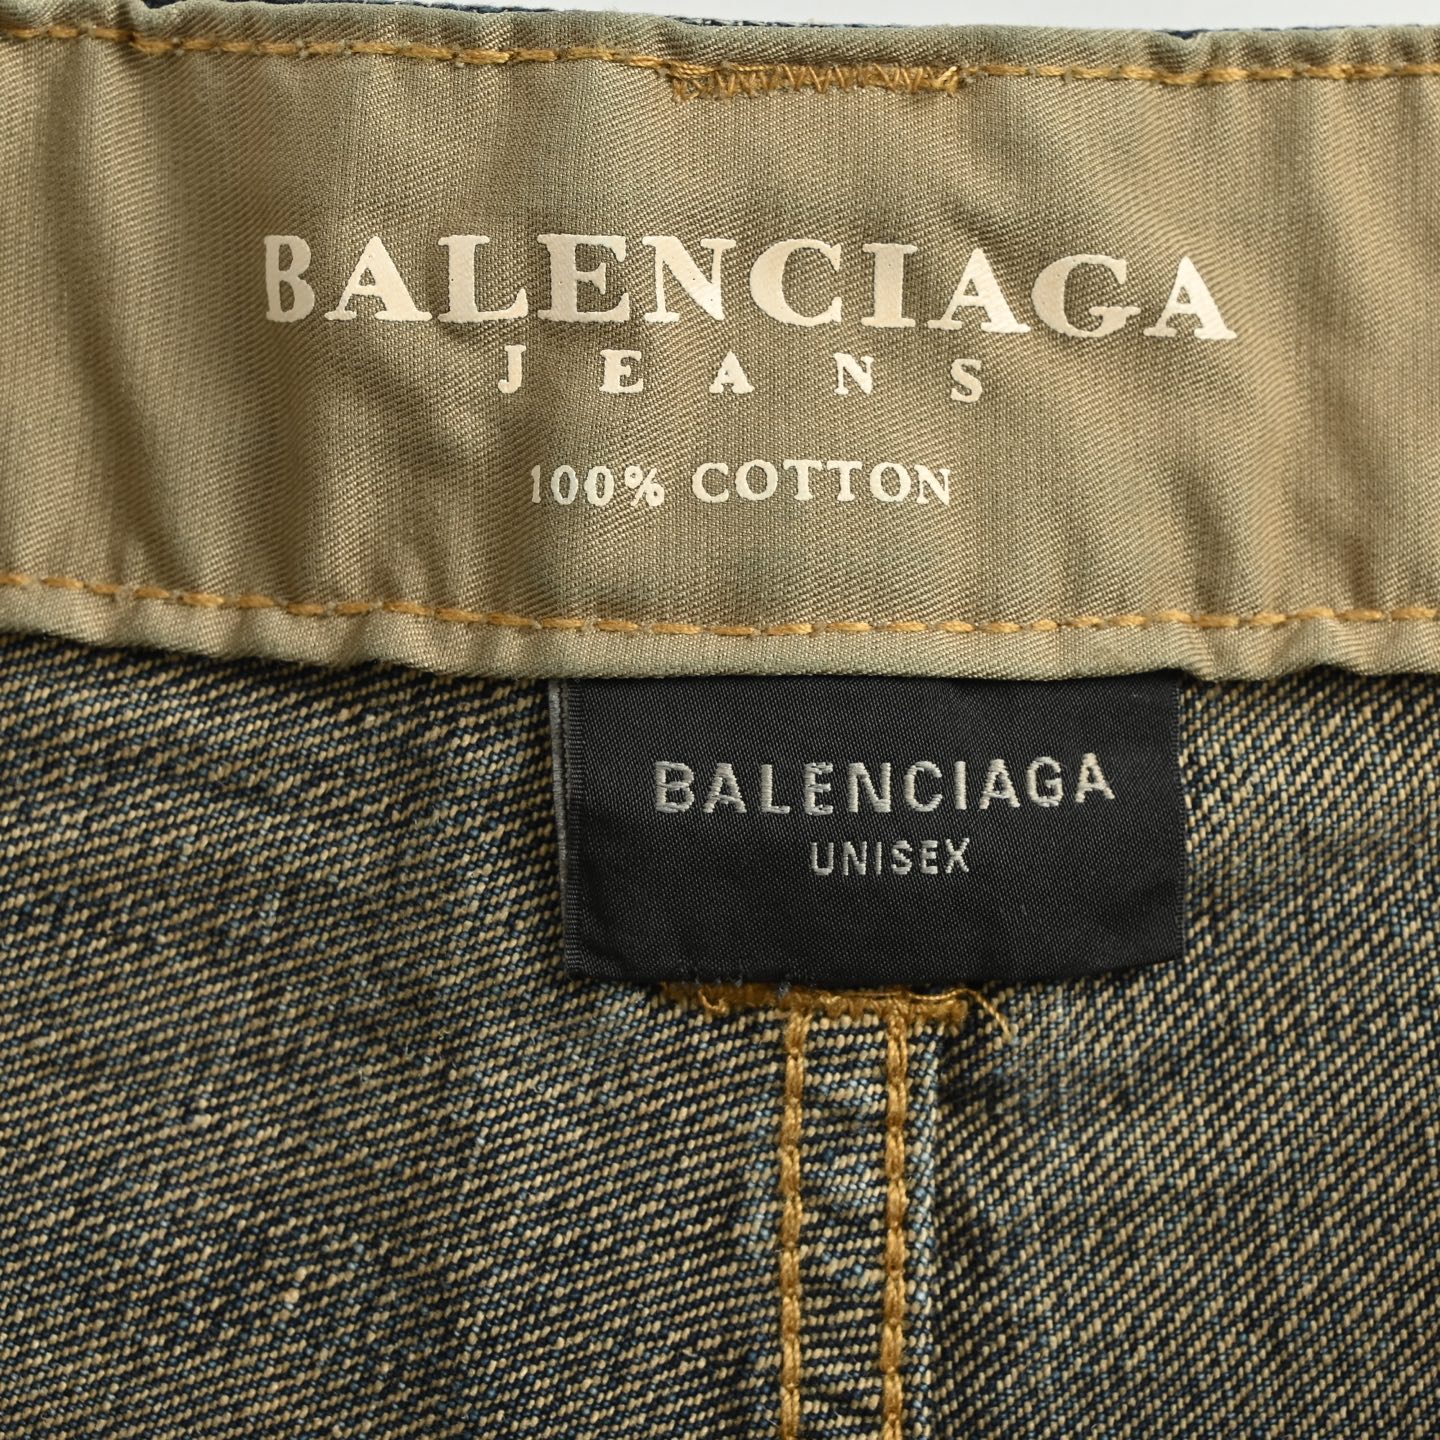 BALENCIAGA
JEANS
100% COTTON
BALENCIAGA
UNISEX